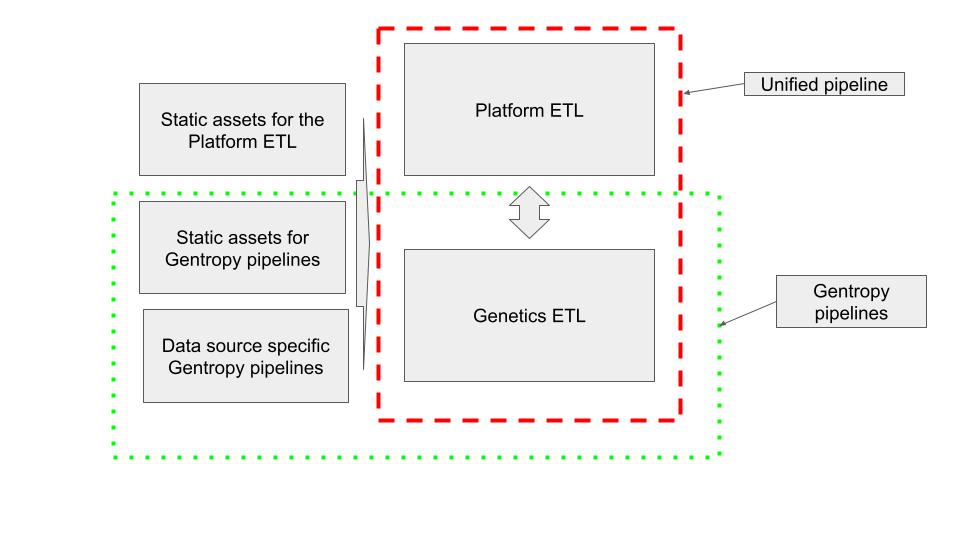 Platform ETL
Unified pipeline
Static assets for the
Platform ETL
Static assets for
Gentropy pipelines
Data source specific
Gentropy pipelines
Genetics ETL
Gentropy
pipelines